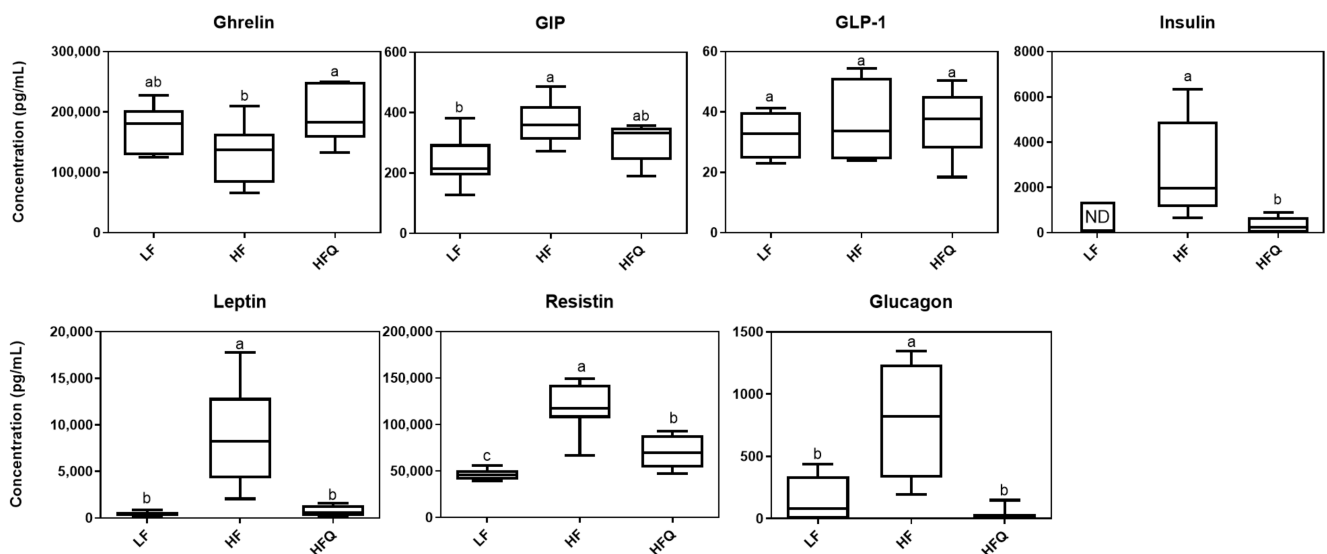 Ghrelin
GIP
GLP-1
Insulin
Concentration (pg/mL)
300,000
200,000
100,000
0
ab
b
a
LF
HF
HFQ
600
400
200
0
b
a
ab
LF
HF
HFQ
60
40
20
0
a
a
a
LF
HF
HFQ
8000
6000
4000
2000
0
ND
a
b
LF
HF
HFQ
Leptin
Resistin
Glucagon
Concentration (pg/mL)
20,000
15,000
10,000
5,000
0
b
a
b
LF
HF
HFQ
200,000
150,000
100,000
50,000
0
c
a
b
LF
HF
HFQ
1500
1000
500
0
b
a
b
LF
HF
HFQ